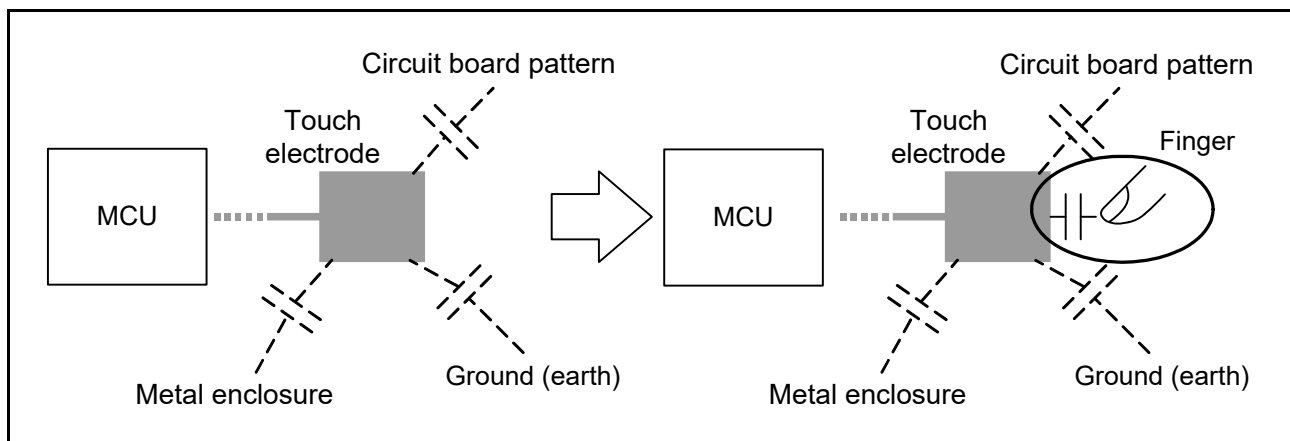 Circuit board pattern
Touch
electrode
MCU
Metal enclosure
Ground (earth)
Circuit board pattern
Touch
electrode
Finger
MCU
Metal enclosure
Ground (earth)